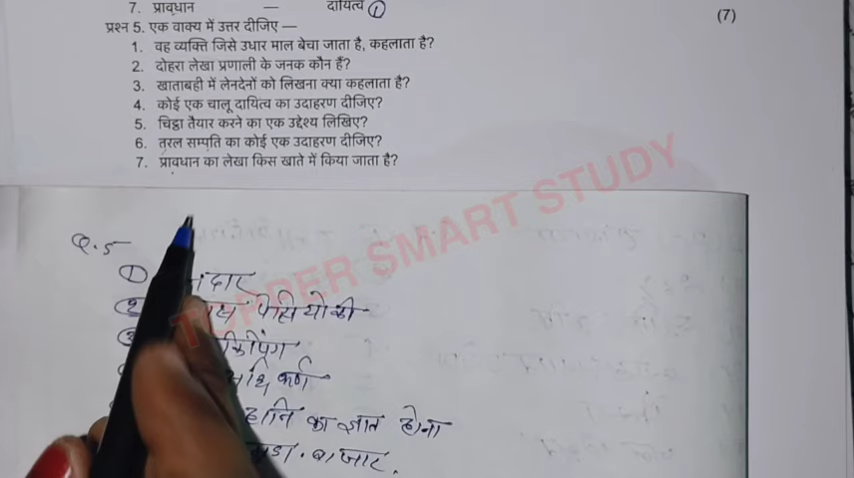 7. प्रावधान — दायित्व ①
(7)
प्रश्न 5. एक वाक्य में उत्तर दीजिए —
1. वह व्यक्ति जिसे उधार माल बेचा जाता है, कहलाता है?
2. दोहरा लेखा प्रणाली के जनक कौन हैं?
3. खाताबही में लेनदेनों को लिखना क्या कहलाता है?
4. कोई एक चालू दायित्व का उदाहरण दीजिए?
5. चिट्ठा तैयार करने का एक उद्देश्य लिखिए?
6. तरल सम्पति का कोई एक उदाहरण दीजिए?
7. प्रावधान का लेखा किस खाते में किया जाता है?
TOPPER SMART STUDY
Q.5
①
हानि का ज्ञात होना
बाजार.